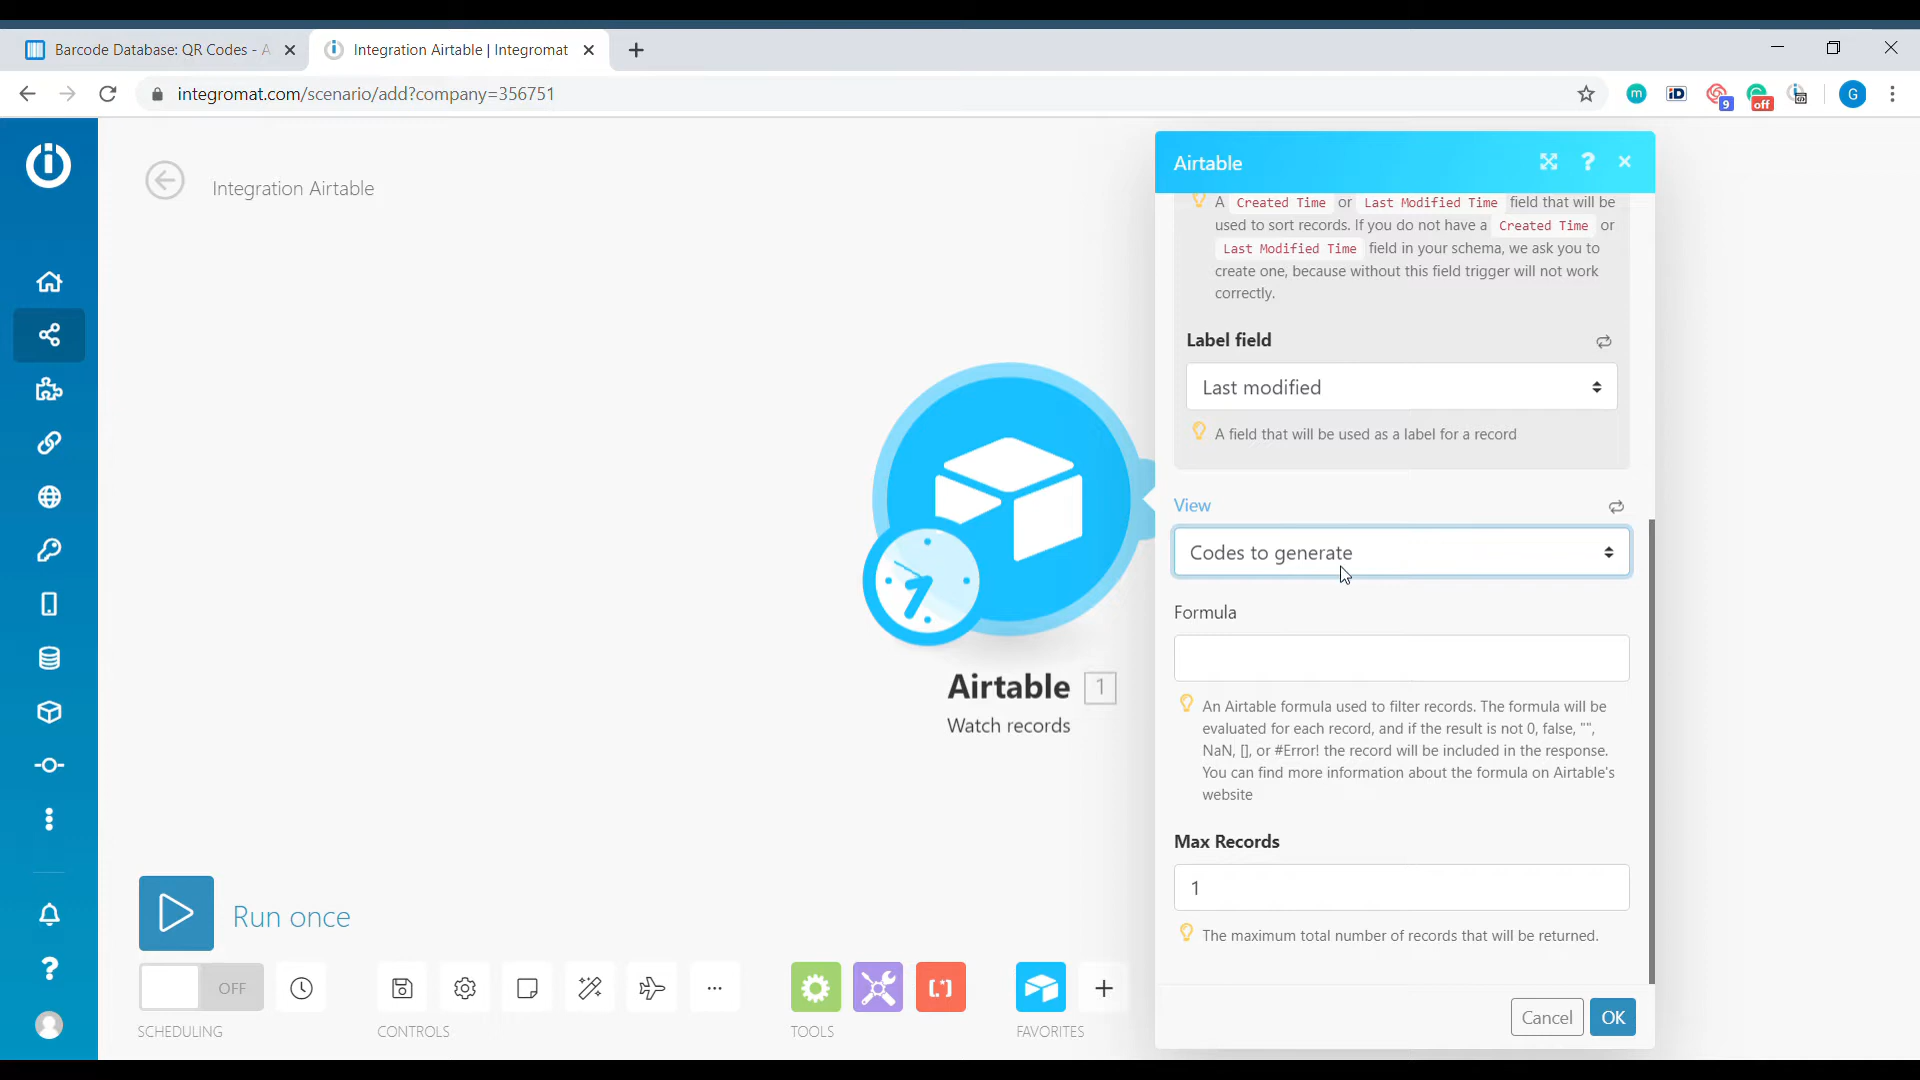 Barcode Database: QR Codes - A
Integration Airtable | Integromat
integromat.com/scenario/add?company=356751
m
iD
9
off
G
Integration Airtable
Airtable
?
A Created Time or Last Modified Time field that will be
used to sort records. If you do not have a Created Time or
Last Modified Time field in your schema, we ask you to
create one, because without this field trigger will not work
correctly.
Label field
Last modified
A field that will be used as a label for a record
View
Codes to generate
Formula
An Airtable formula used to filter records. The formula will be
evaluated for each record, and if the result is not 0, false, "",
NaN, [], or #Error! the record will be included in the response.
You can find more information about the formula on Airtable's
website
Max Records
1
The maximum total number of records that will be returned.
Cancel
OK
Airtable 1
Watch records
Run once
OFF
SCHEDULING
CONTROLS
[.*]
TOOLS
FAVORITES
?